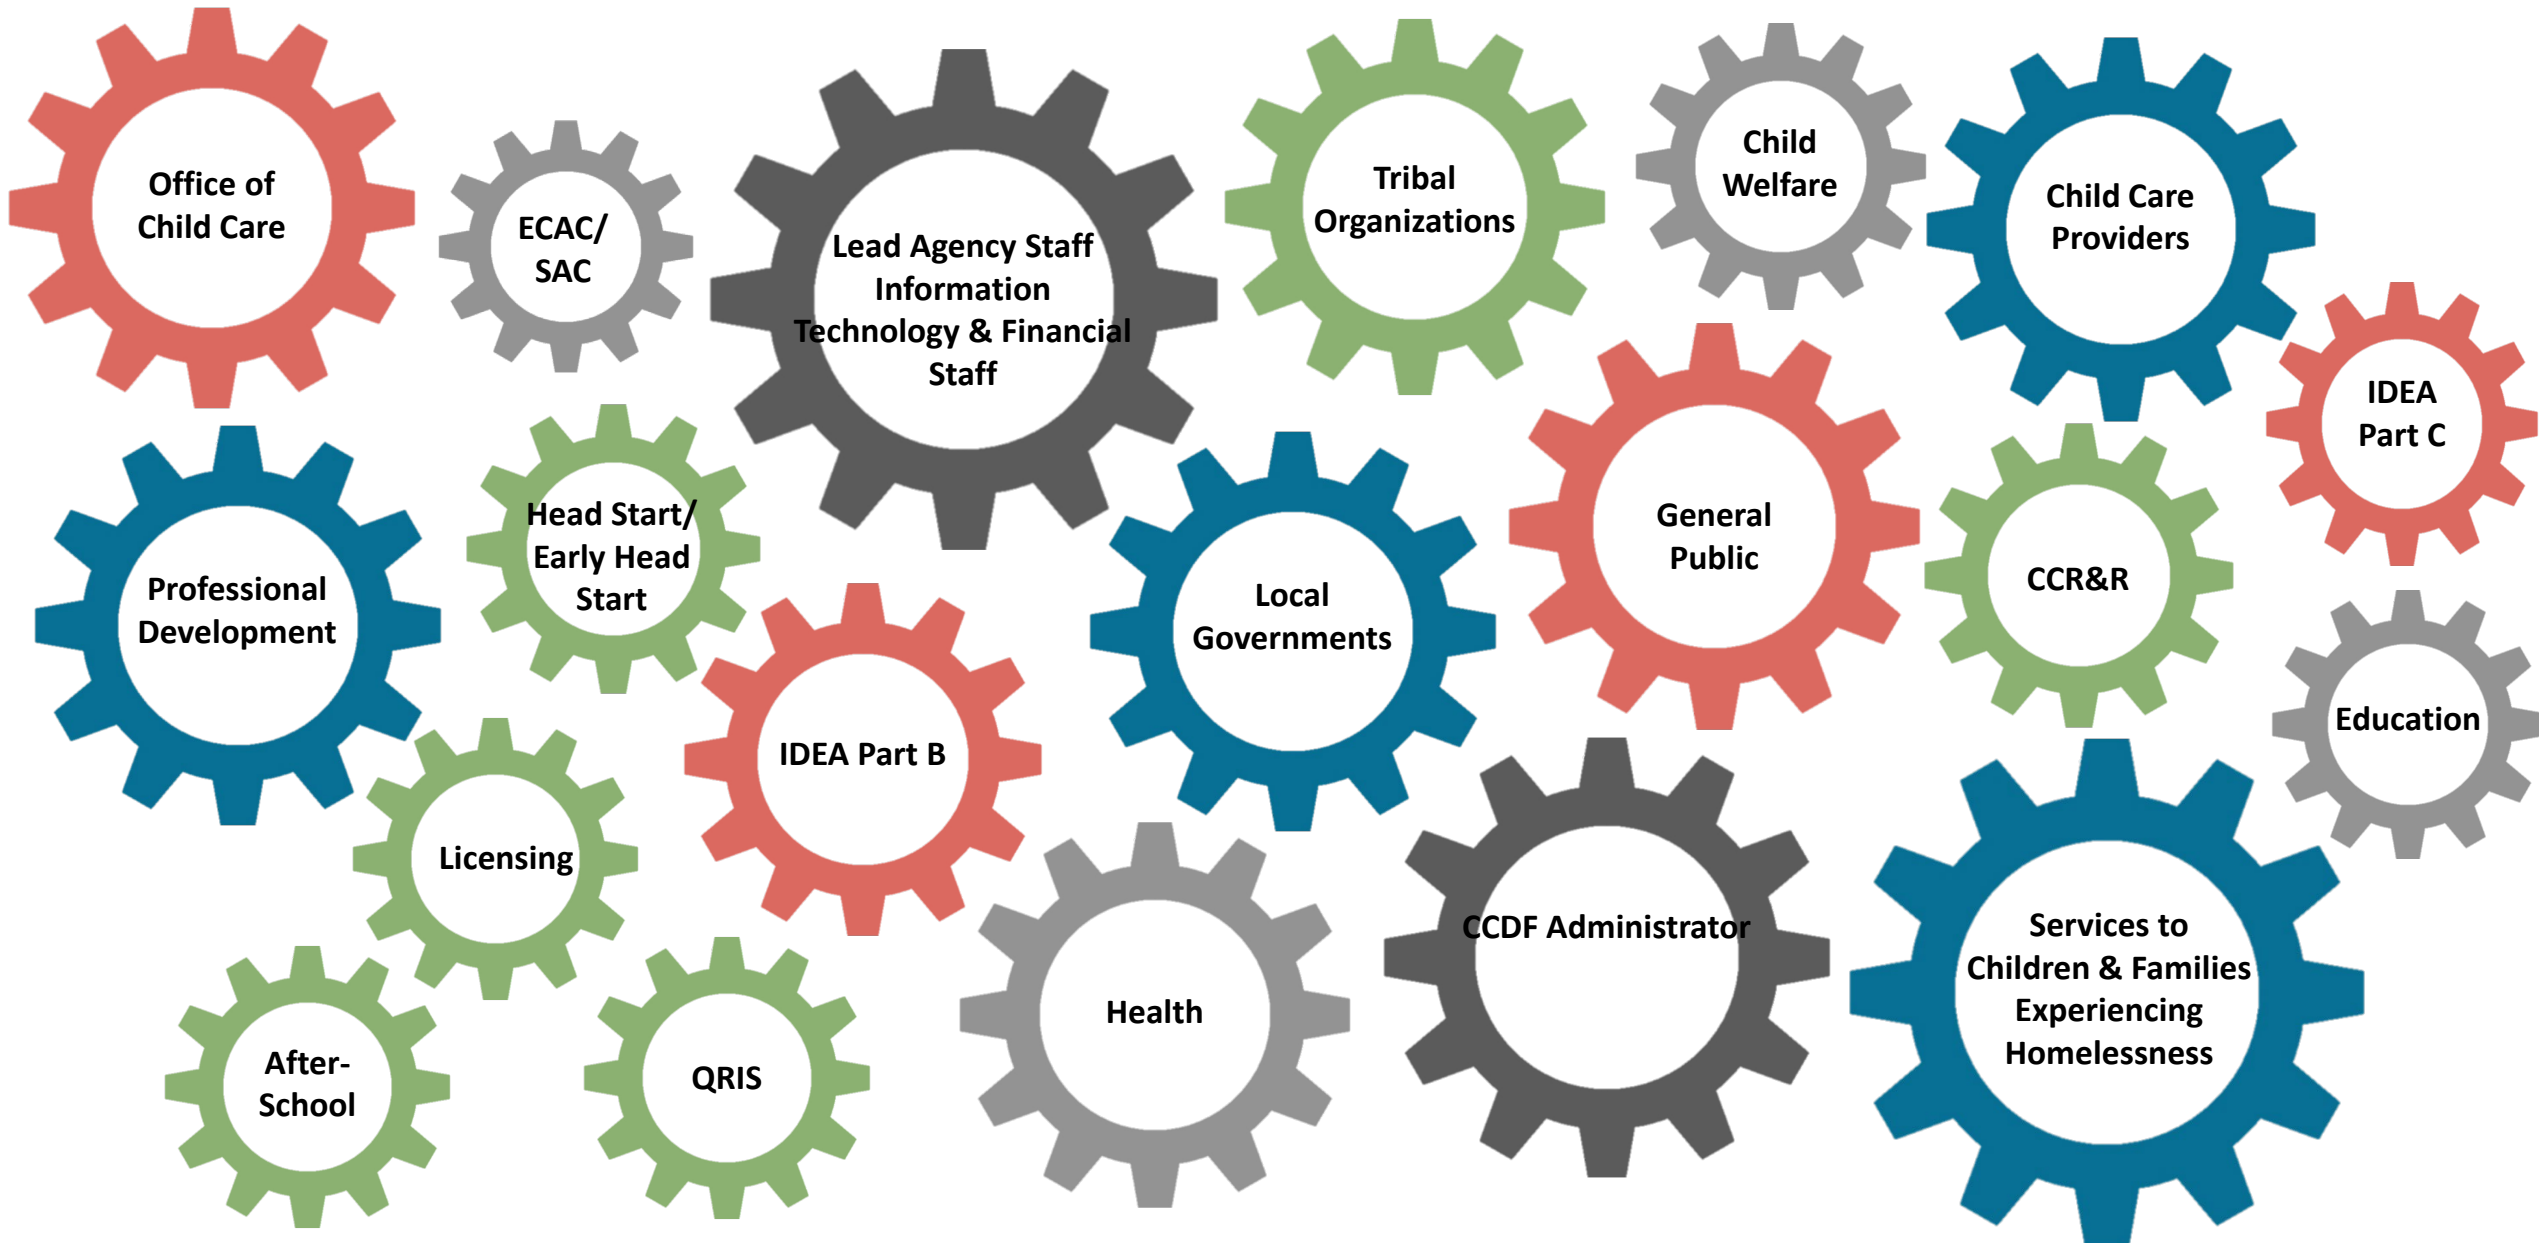 Office of
Child Care
ECAC/
SAC
Lead Agency Staff
Information
Technology & Financial
Staff
Tribal
Organizations
Child
Welfare
Child Care
Providers
IDEA
Part C
Professional
Development
Head Start/
Early Head
Start
Local
Governments
General
Public
CCR&R
Education
IDEA Part B
Licensing
After-
School
QRIS
Health
CCDF Administrator
Services to
Children & Families
Experiencing
Homelessness